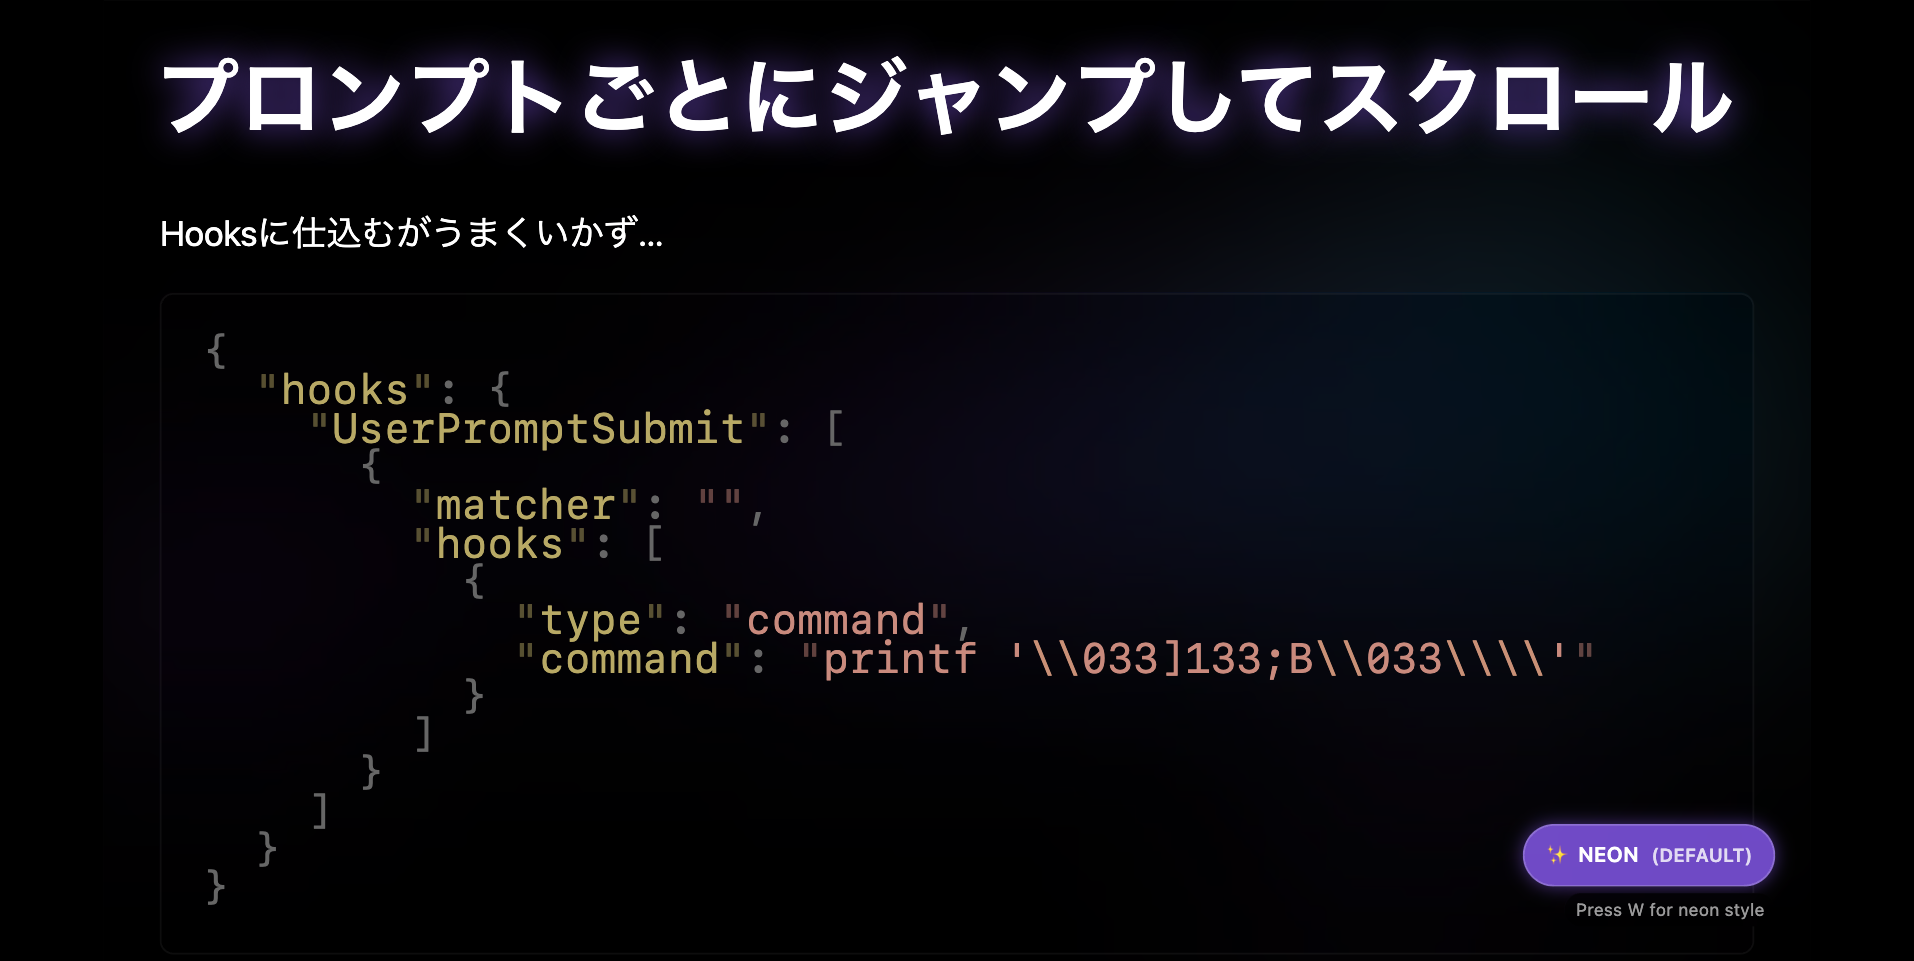 プロンプトごとにジャンプしてスクロール
Hooksに仕込むがうまくいかず...
{
  "hooks": {
    "UserPromptSubmit": [
      {
        "matcher": "",
        "hooks": [
          {
            "type": "command",
            "command": "printf '\\033]133;B\\033\\\\'"
          }
        ]
      }
    ]
  }
}
✨ NEON (DEFAULT)
Press W for neon style